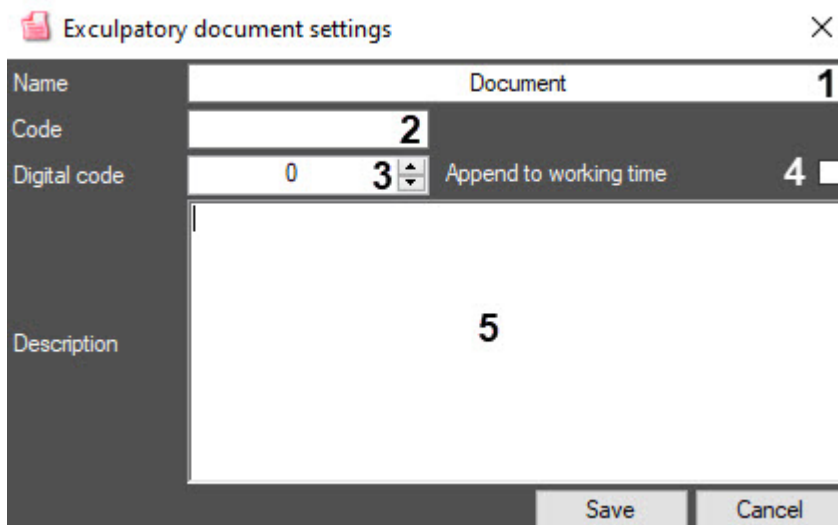 Exculpatory document settings
Name Document 1
Code 2
Digital code 0 3 Append to working time 4
Description 5
Save Cancel